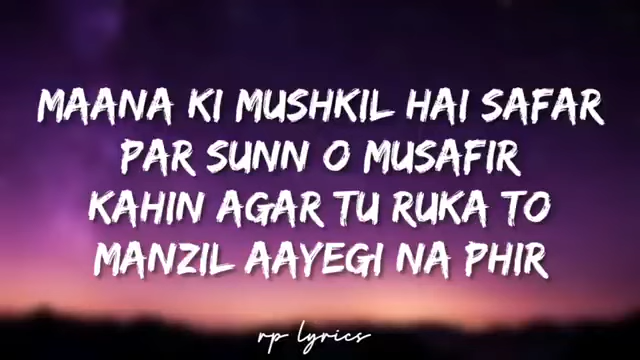 MAANA KI MUSHKIL HAI SAFAR
PAR SUNN O MUSAFIR
KAHIN AGAR TU RUKA TO
MANZIL AAYEGI NA PHIR
rp lyrics